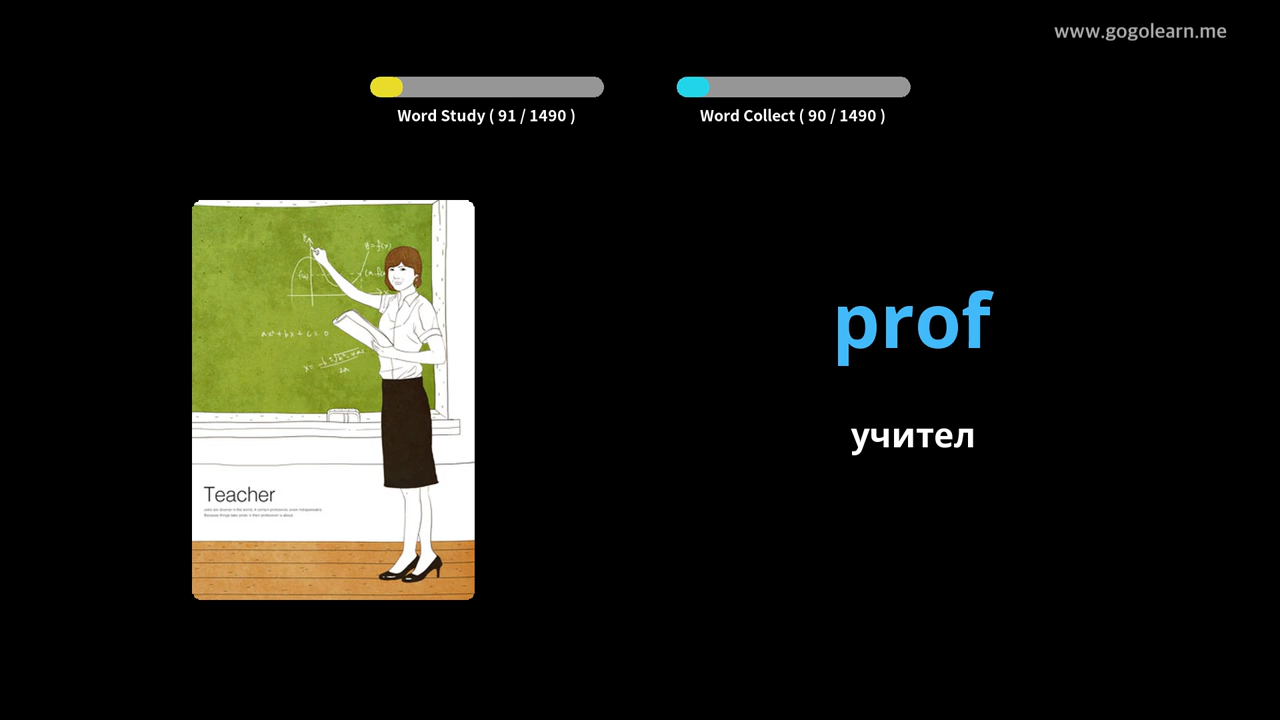 www.gogolearn.me
Word Study ( 91 / 1490 )
Word Collect ( 90 / 1490 )
prof
учител
Teacher